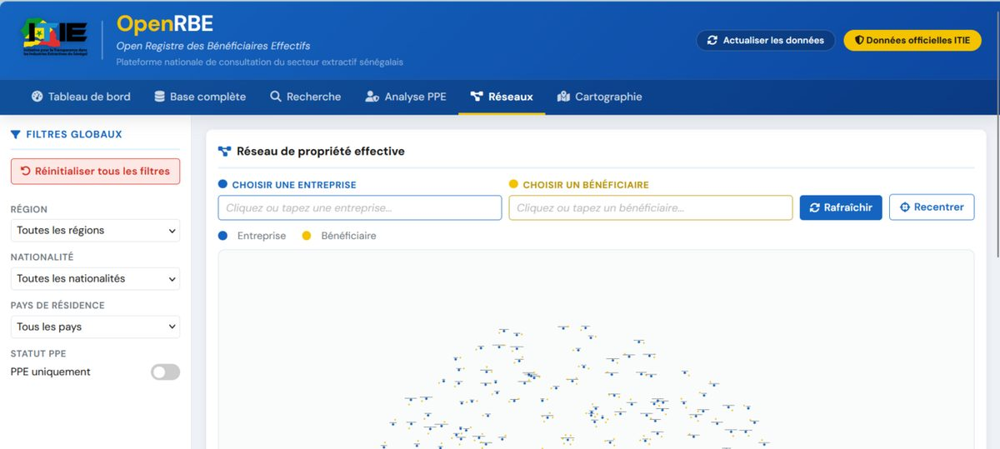 ITIE
Initiative pour la Transparence dans
les Industries Extractives du Sénégal
OpenRBE
Open Registre des Bénéficiaires Effectifs
Plateforme nationale de consultation du secteur extractif sénégalais
Actualiser les données
Données officielles ITIE
Tableau de bord
Base complète
Recherche
Analyse PPE
Réseaux
Cartographie
FILTRES GLOBAUX
Réinitialiser tous les filtres
RÉGION
Toutes les régions
NATIONALITÉ
Toutes les nationalités
PAYS DE RÉSIDENCE
Tous les pays
STATUT PPE
PPE uniquement
Réseau de propriété effective
CHOISIR UNE ENTREPRISE
Cliquez ou tapez une entreprise...
CHOISIR UN BÉNÉFICIAIRE
Cliquez ou tapez un bénéficiaire...
Rafraîchir
Recentrer
Entreprise
Bénéficiaire